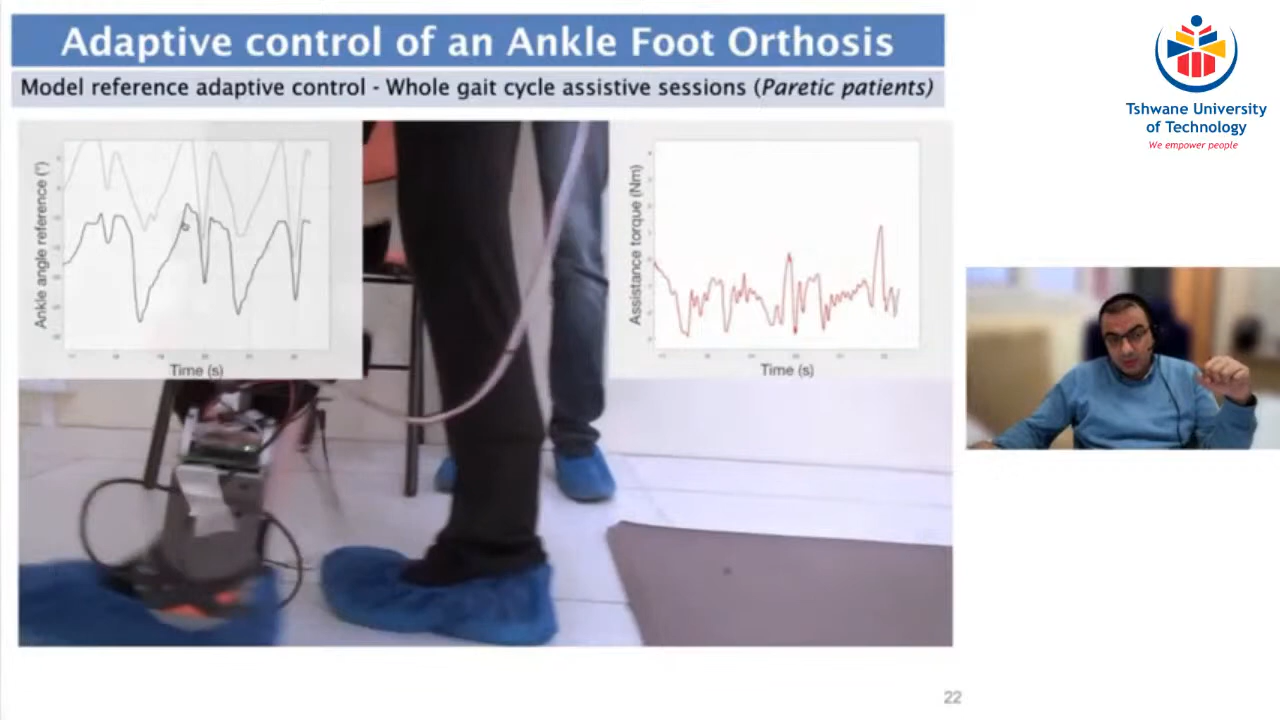 Adaptive control of an Ankle Foot Orthosis
Model reference adaptive control - Whole gait cycle assistive sessions (Paretic patients)
Tshwane University
of Technology
We empower people
Ankle angle reference (°)
Time (s)
Assistance torque (Nm)
Time (s)
22